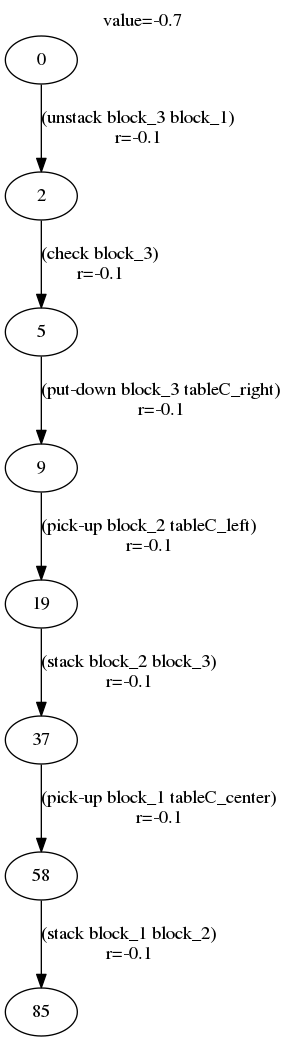 value=-0.7
0
(unstack block_3 block_1)
r=-0.1
2
(check block_3)
r=-0.1
5
(put-down block_3 tableC_right)
r=-0.1
9
(pick-up block_2 tableC_left)
r=-0.1
19
(stack block_2 block_3)
r=-0.1
37
(pick-up block_1 tableC_center)
r=-0.1
58
(stack block_1 block_2)
r=-0.1
85